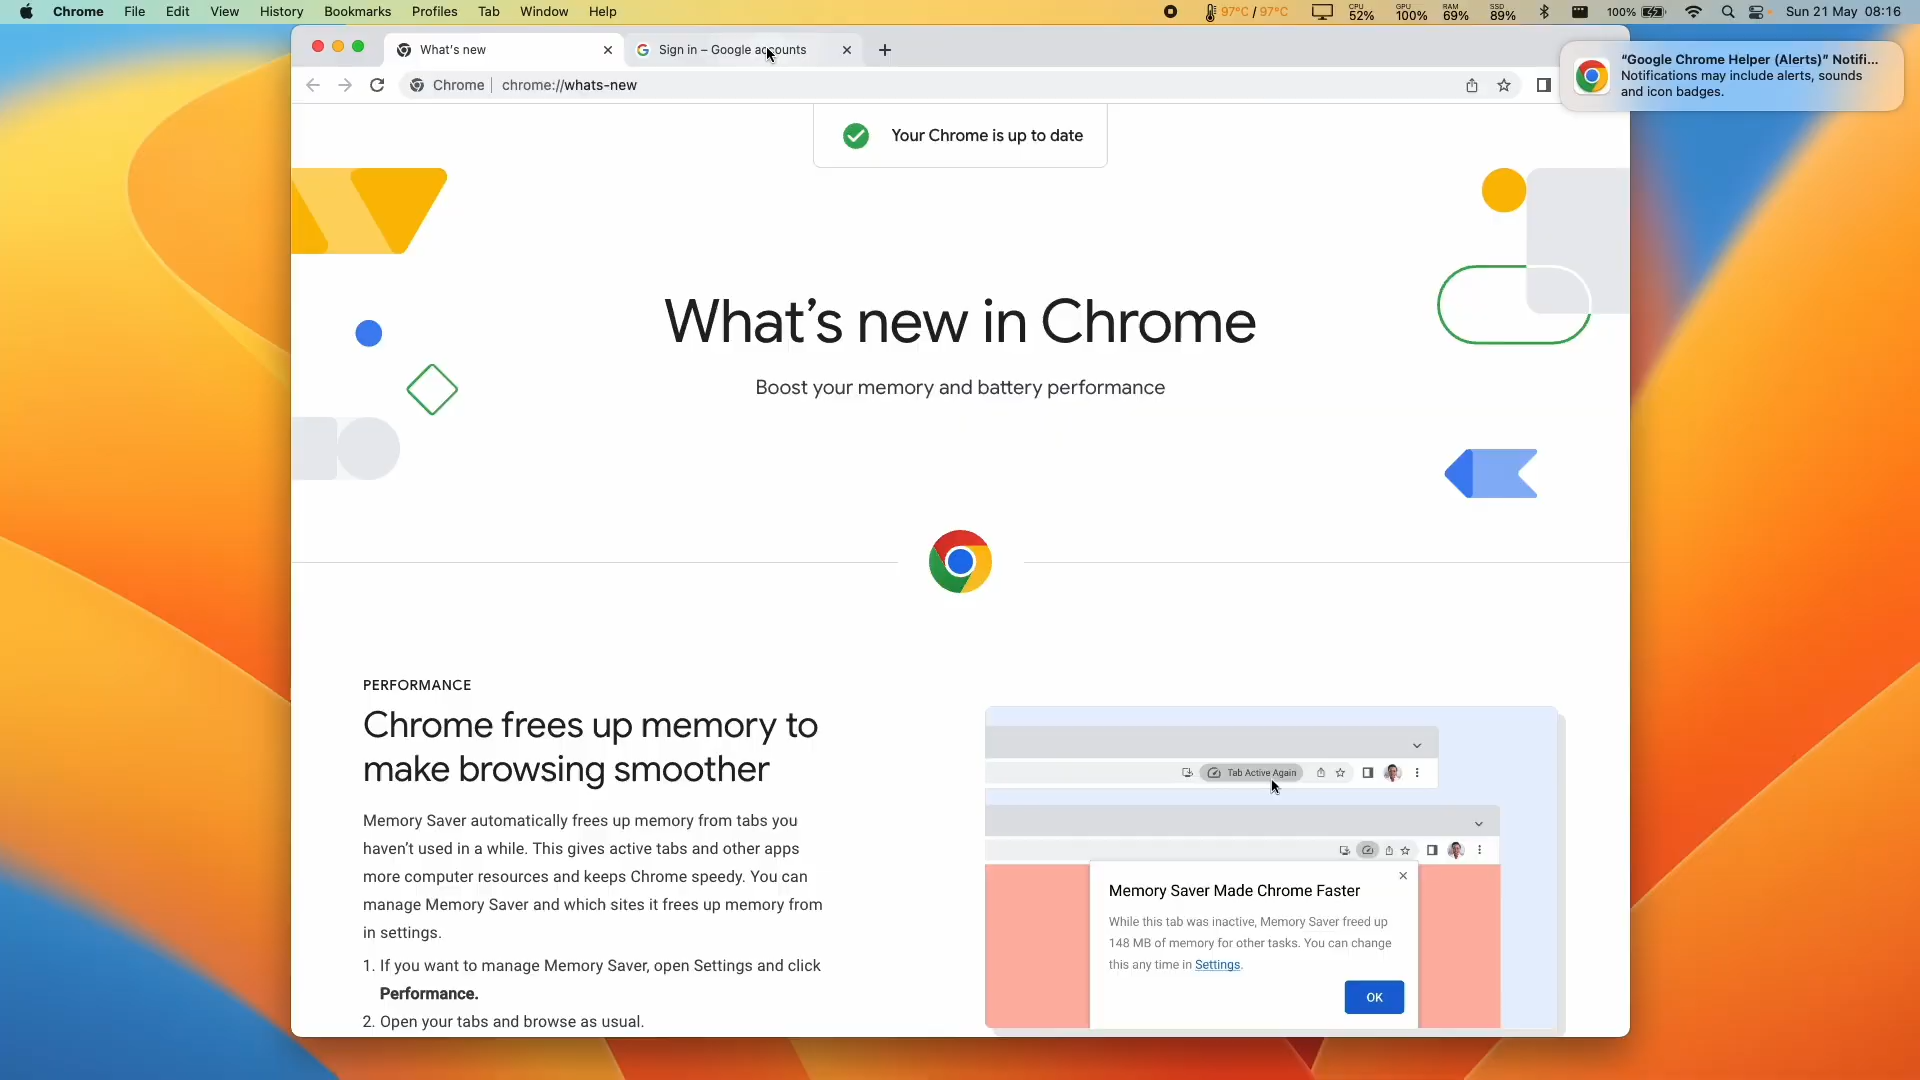 Chrome File Edit View History Bookmarks Profiles Tab Window Help
97°C / 97°C CPU 52% GPU 100% RAM 69% SSD 89% 100% Sun 21 May 08:16
What's new
Sign in – Google accounts
Chrome | chrome://whats-new
"Google Chrome Helper (Alerts)" Notifi...
Notifications may include alerts, sounds
and icon badges.
Your Chrome is up to date
What's new in Chrome
Boost your memory and battery performance
PERFORMANCE
Chrome frees up memory to
make browsing smoother
Memory Saver automatically frees up memory from tabs you
haven't used in a while. This gives active tabs and other apps
more computer resources and keeps Chrome speedy. You can
manage Memory Saver and which sites it frees up memory from
in settings.
1. If you want to manage Memory Saver, open Settings and click
Performance.
2. Open your tabs and browse as usual.
Tab Active Again
Memory Saver Made Chrome Faster
While this tab was inactive, Memory Saver freed up
148 MB of memory for other tasks. You can change
this any time in Settings.
OK